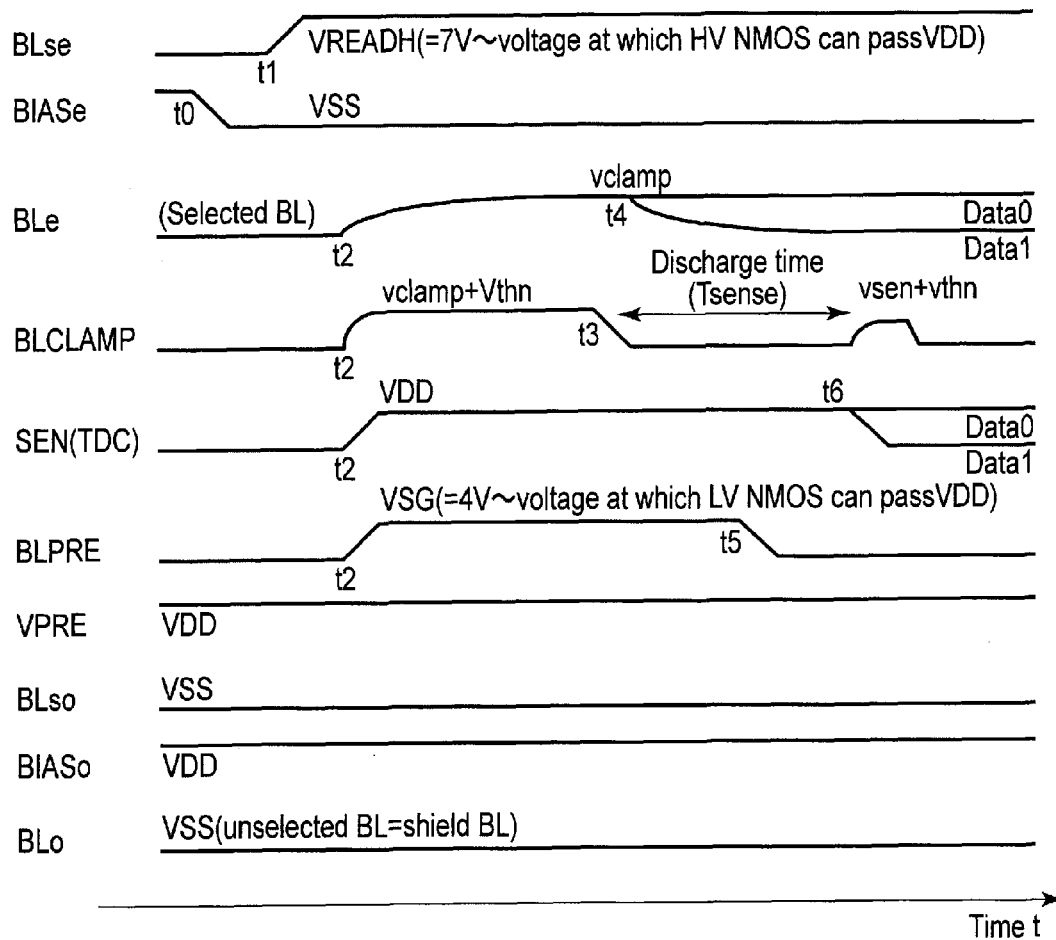 BLse
VREADH(=7V～voltage at which HV NMOS can passVDD)
t1
BIASe
t0
VSS
vclamp
BLe
(Selected BL)
t4
Data0
t2
Data1
Discharge time
(Tsense)
vclamp+Vthn
vsen+vthn
BLCLAMP
t3
t2
VDD
t6
SEN(TDC)
Data0
t2
Data1
VSG(=4V～voltage at which LV NMOS can passVDD)
BLPRE
t5
t2
VPRE
VDD
BLso
VSS
BIASo
VDD
BLo
VSS(unselected BL=shield BL)
Time t